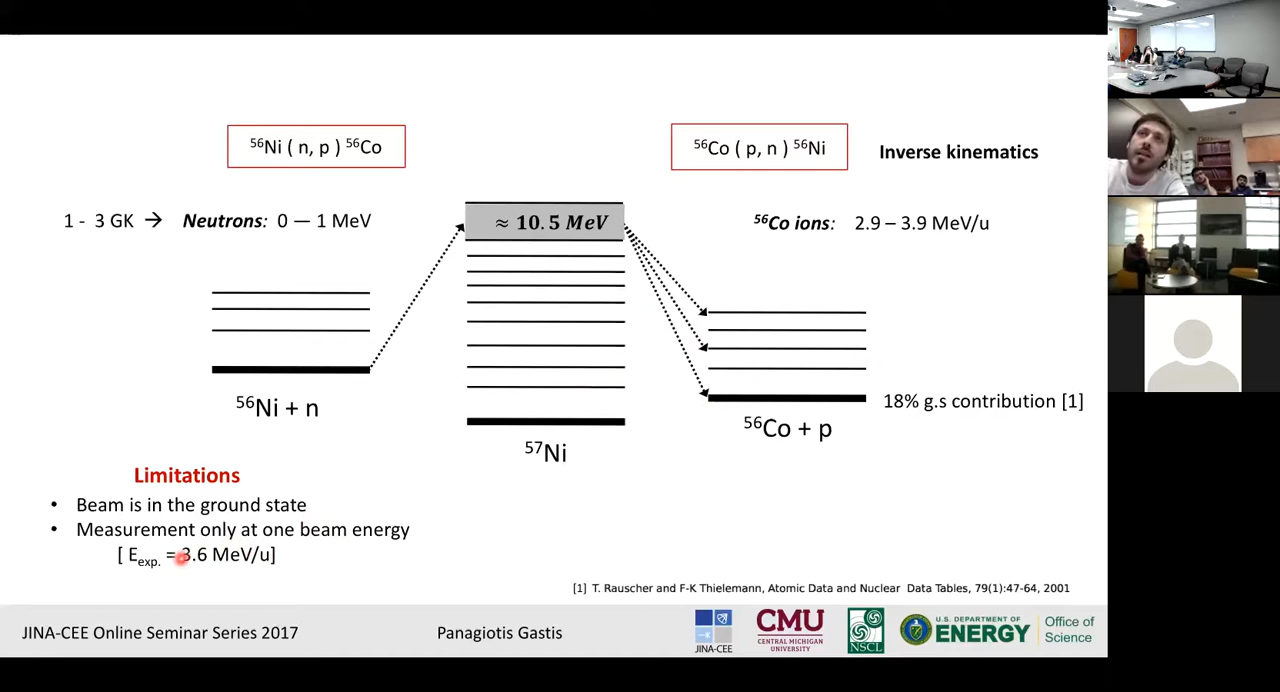 ⁵⁶Ni ( n, p ) ⁵⁶Co
⁵⁶Co ( p, n ) ⁵⁶Ni
Inverse kinematics
1 - 3 GK → Neutrons: 0 — 1 MeV
≈ 10.5 MeV
⁵⁶Co ions: 2.9 – 3.9 MeV/u
⁵⁶Ni + n
⁵⁷Ni
⁵⁶Co + p
18% g.s contribution [1]
Limitations
• Beam is in the ground state
• Measurement only at one beam energy
[ Eexp. = 3.6 MeV/u]
[1] T. Rauscher and F-K Thielemann, Atomic Data and Nuclear Data Tables, 79(1):47-64, 2001
JINA-CEE Online Seminar Series 2017
Panagiotis Gastis
JINA-CEE
CMU
CENTRAL MICHIGAN
UNIVERSITY
NSCL
U.S. DEPARTMENT OF
ENERGY
Office of
Science